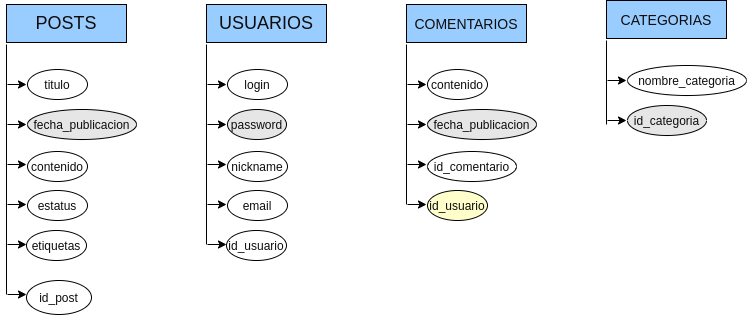 POSTS
titulo
fecha_publicacion
contenido
estatus
etiquetas
id_post
USUARIOS
login
password
nickname
email
id_usuario
COMENTARIOS
contenido
fecha_publicacion
id_comentario
id_usuario
CATEGORIAS
nombre_categoria
id_categoria